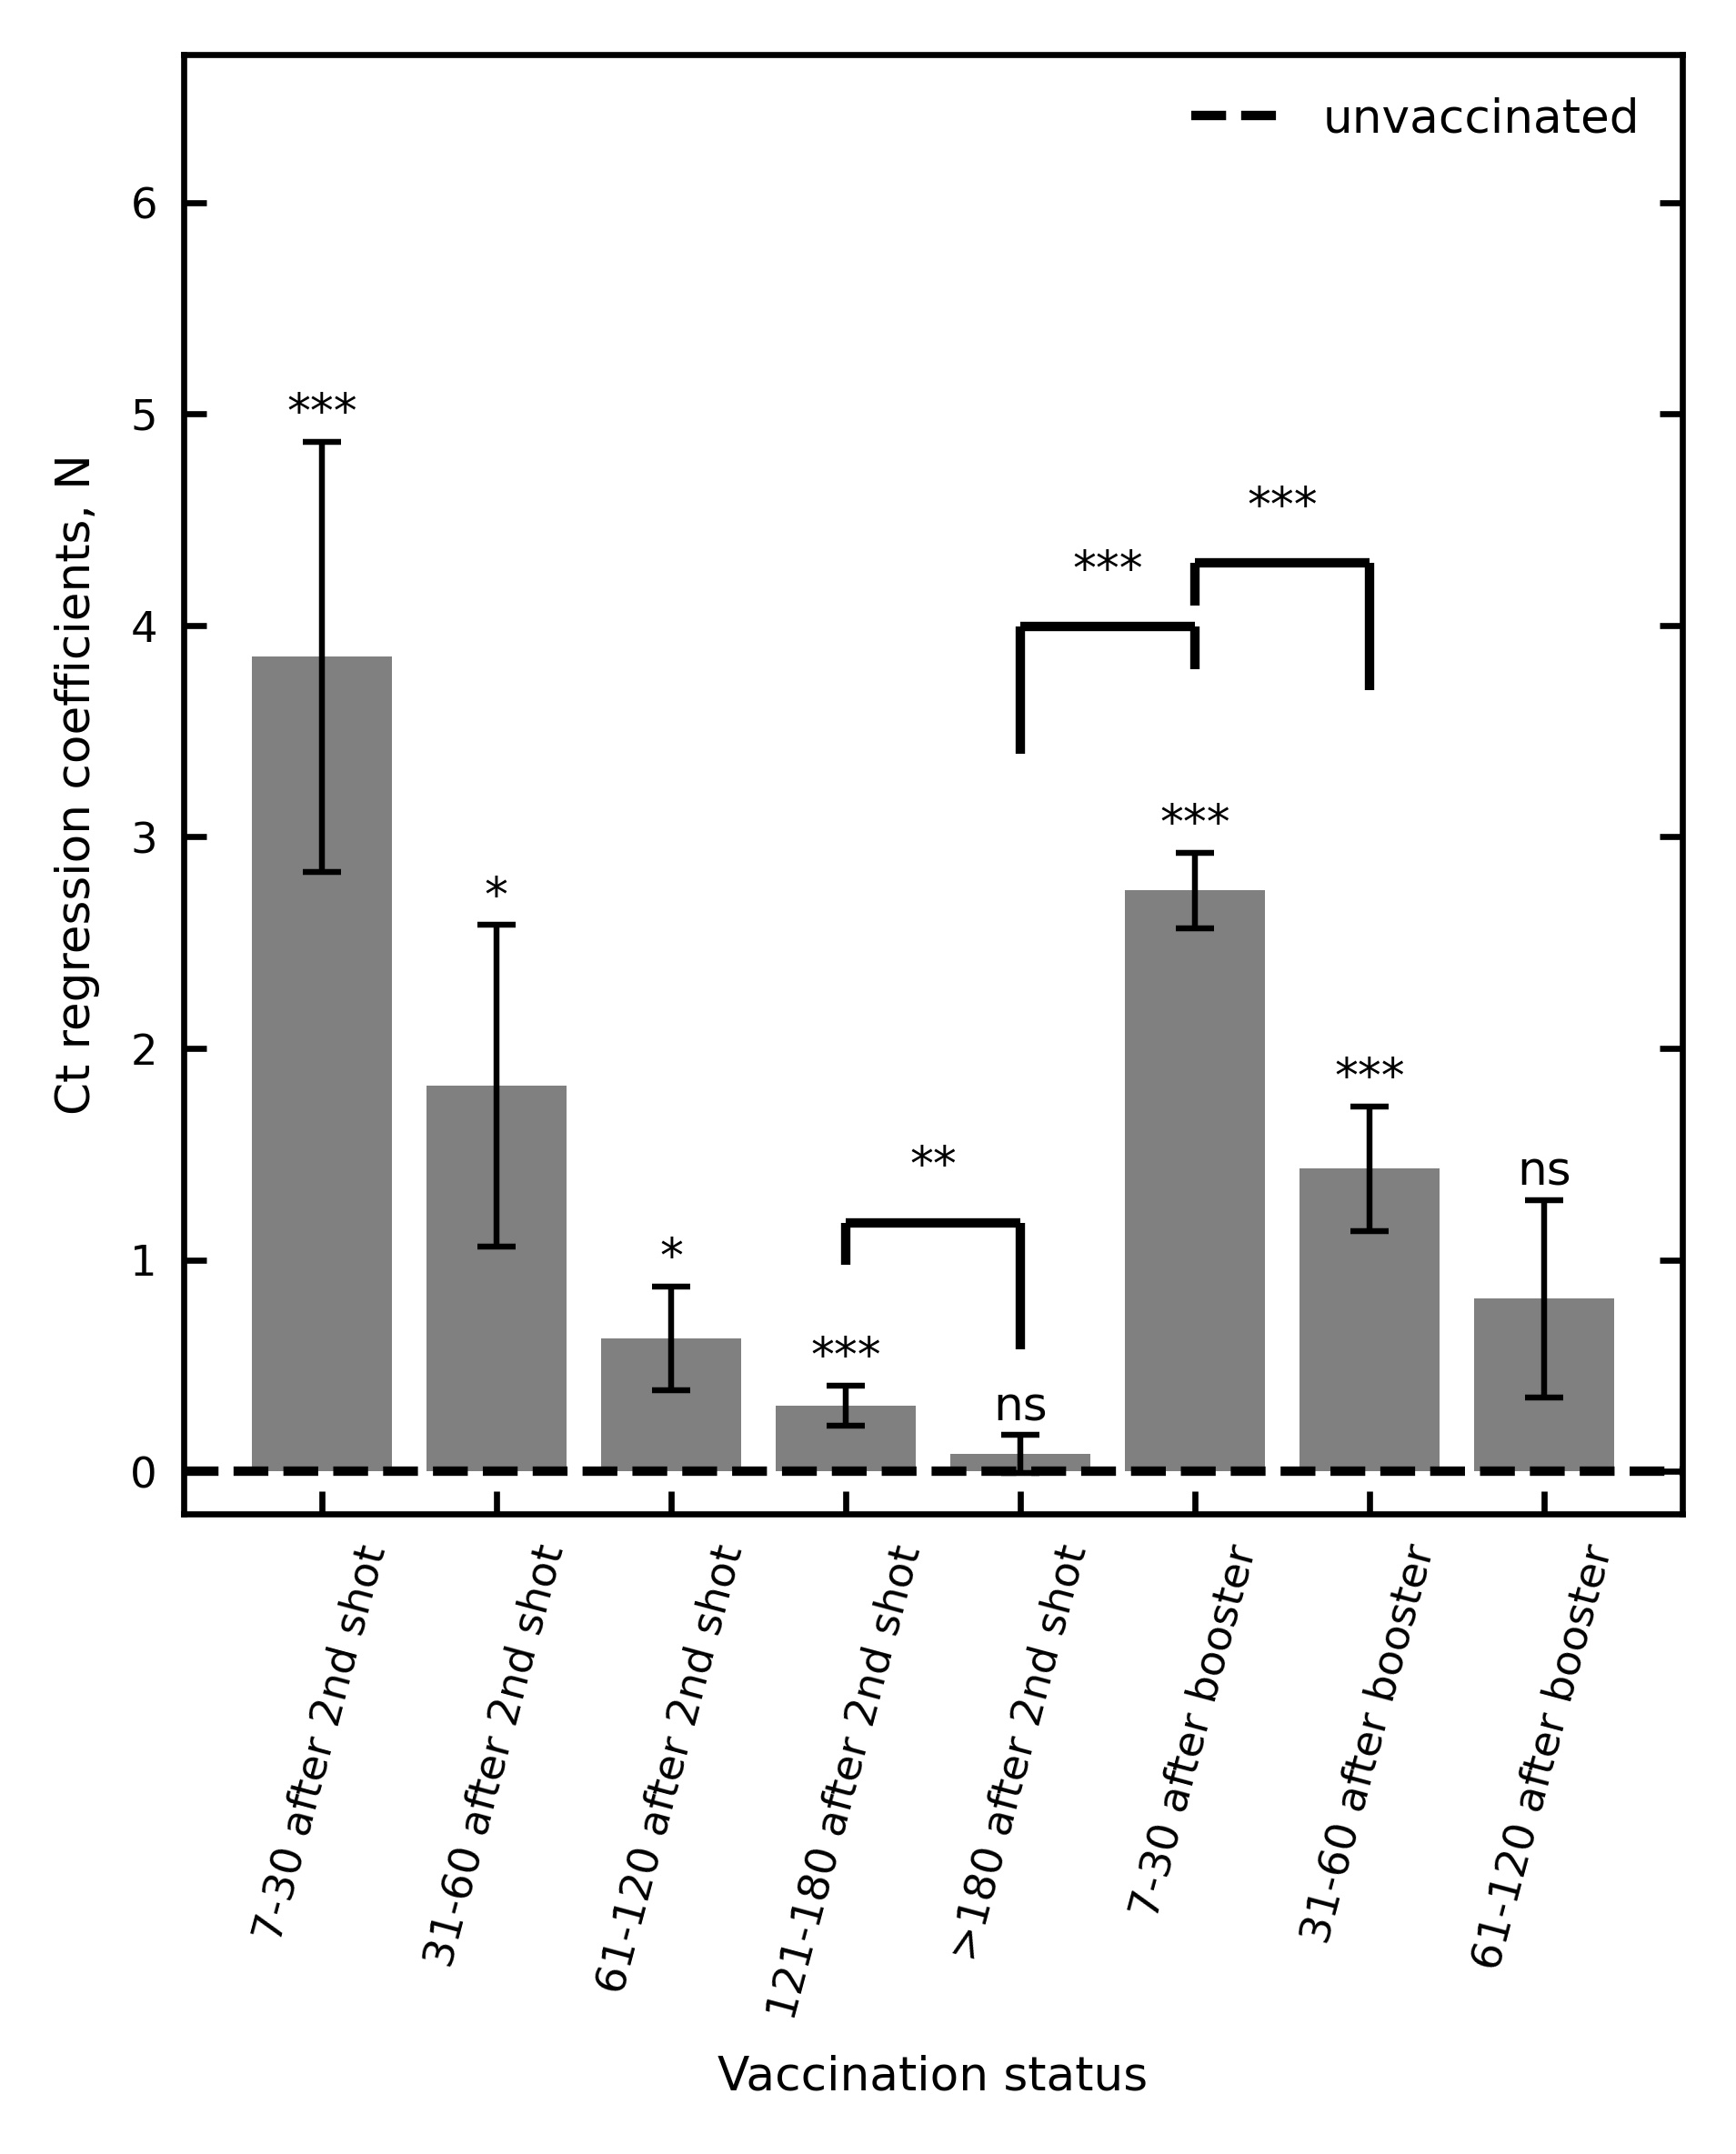 unvaccinated
6
5
4
3
2
1
0
Ct regression coefficients, N
***
*
*
***
**
ns
***
***
***
***
ns
7-30 after 2nd shot
31-60 after 2nd shot
61-120 after 2nd shot
121-180 after 2nd shot
>180 after 2nd shot
7-30 after booster
31-60 after booster
61-120 after booster
Vaccination status